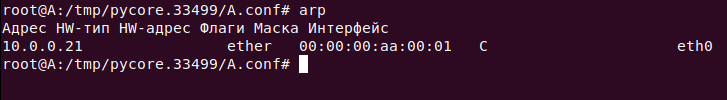 root@A:/tmp/pycore.33499/A.conf# arp
Адрес HW-тип HW-адрес Флаги Маска Интерфейс
10.0.0.21 ether 00:00:00:aa:00:01 C eth0
root@A:/tmp/pycore.33499/A.conf#